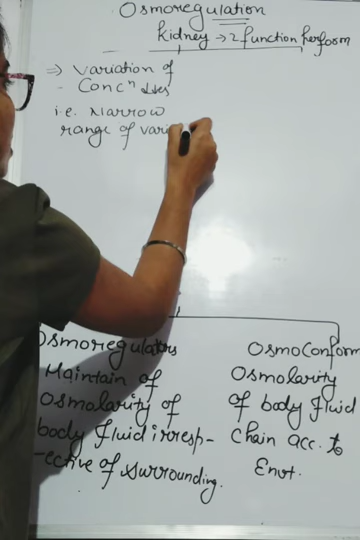 Osmoregulation
Kidney → 2 function perform
⇒ Variation of
- Concⁿ
i.e. Narrow
range of vari
Osmoregulators
Maintain of
Osmolarity of
body fluid irresp-
-ective of surrounding.
OsmoConform
Osmolarity
of body fluid
Chain acc. to
Envt.